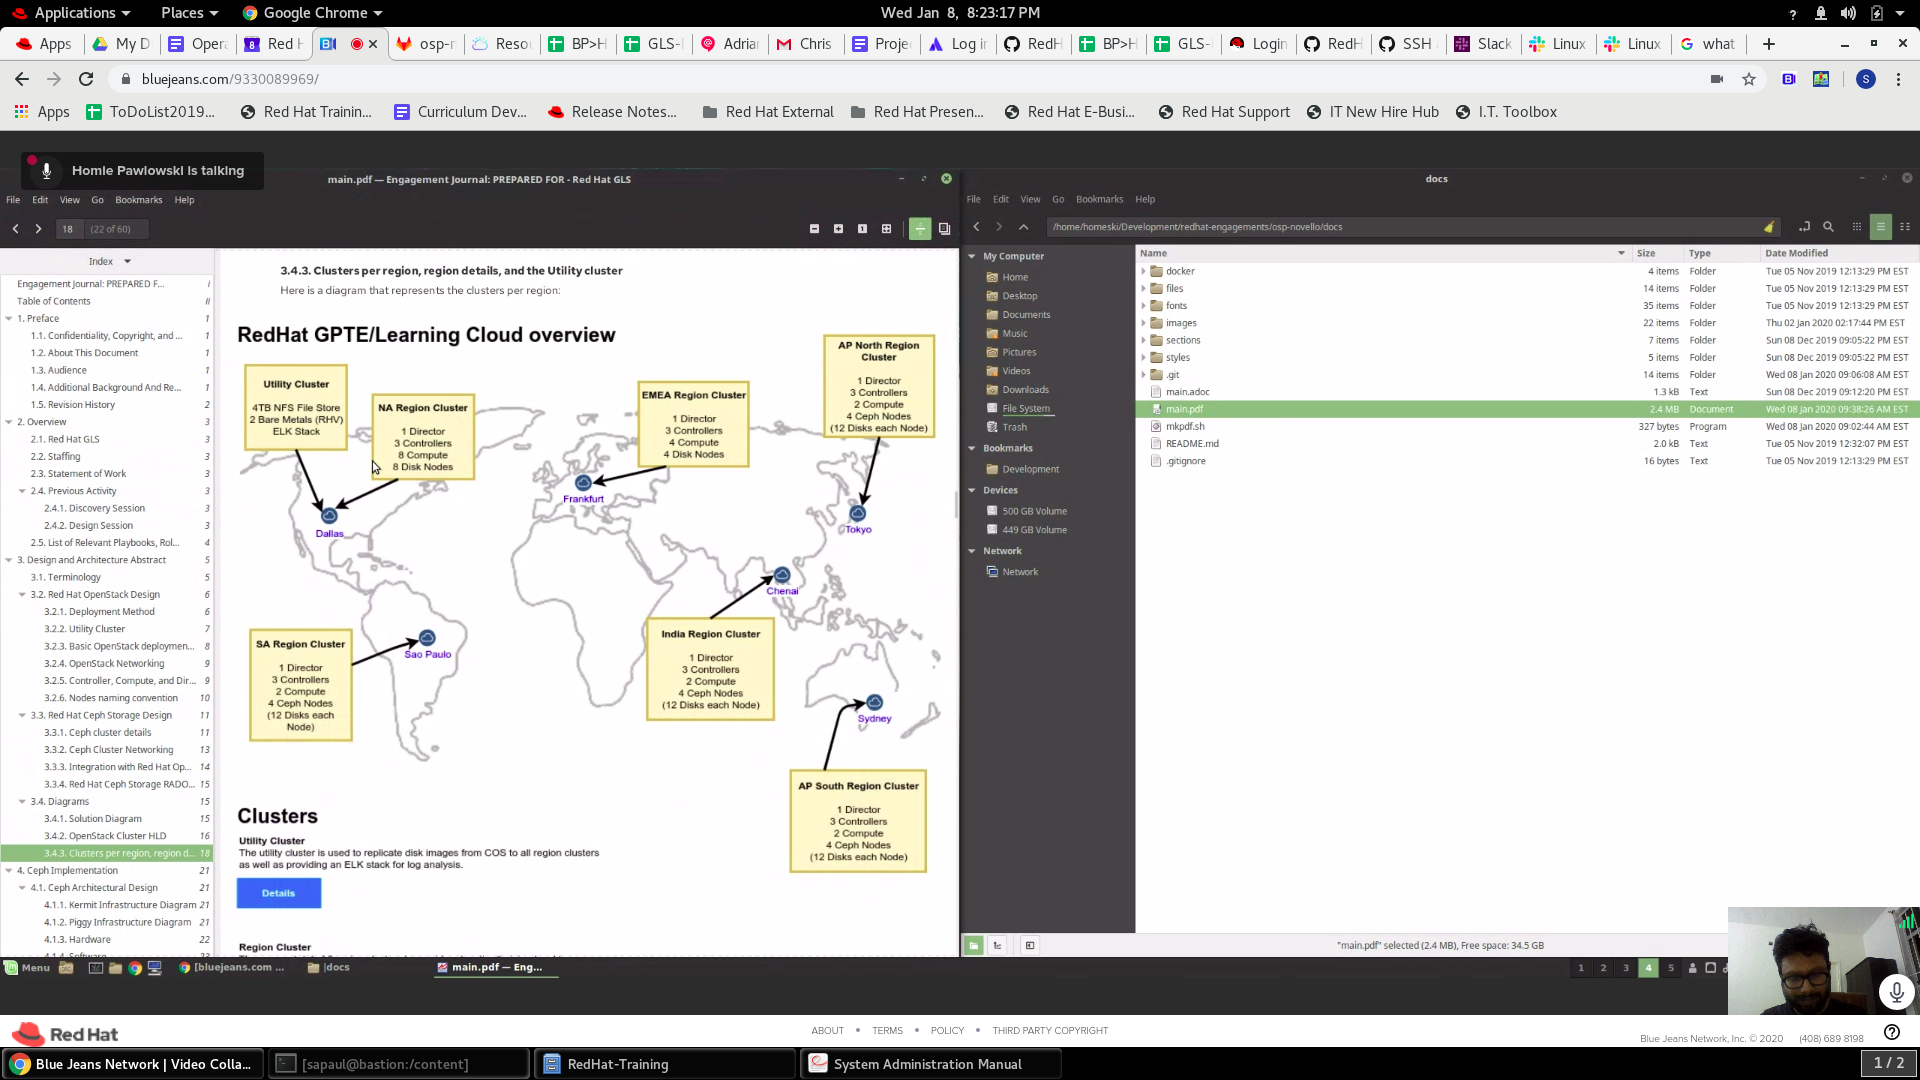 Applications
Places
Google Chrome
Wed Jan 8, 8:23:17 PM
Apps
My D
Oper
Red H
osp-n
Resou
BP>H
GLS-
Adria
Chris
Proje
Log in
RedH
BP>H
GLS-
Login
RedH
SSH
Slack
Linux
Linux
what
bluejeans.com/9330089969/
Apps
ToDoList2019...
Red Hat Trainin...
Curriculum Dev...
Release Notes...
Red Hat External
Red Hat Presen...
Red Hat E-Busi...
Red Hat Support
IT New Hire Hub
I.T. Toolbox
Homie Pawlowski is talking
main.pdf — Engagement Journal: PREPARED FOR - Red Hat GLS
File Edit View Go Bookmarks Help
18 (22 of 60)
Index
Engagement Journal: PREPARED F... i
Table of Contents ii
1. Preface 1
1.1. Confidentiality, Copyright, and ... 1
1.2. About This Document 1
1.3. Audience 1
1.4. Additional Background And Re... 1
1.5. Revision History 2
2. Overview 3
2.1. Red Hat GLS 3
2.2. Staffing 3
2.3. Statement of Work 3
2.4. Previous Activity 3
2.4.1. Discovery Session 3
2.4.2. Design Session 3
2.5. List of Relevant Playbooks, Rol... 4
3. Design and Architecture Abstract 5
3.1. Terminology 5
3.2. Red Hat OpenStack Design 6
3.2.1. Deployment Method 6
3.2.2. Utility Cluster 7
3.2.3. Basic OpenStack deploymen... 8
3.2.4. OpenStack Networking 9
3.2.5. Controller, Compute, and Dir... 9
3.2.6. Nodes naming convention 10
3.3. Red Hat Ceph Storage Design 11
3.3.1. Ceph cluster details 11
3.3.2. Ceph Cluster Networking 13
3.3.3. Integration with Red Hat Op... 14
3.3.4. Red Hat Ceph Storage RADO... 15
3.4. Diagrams 15
3.4.1. Solution Diagram 15
3.4.2. OpenStack Cluster HLD 16
3.4.3. Clusters per region, region d... 18
4. Ceph Implementation 21
4.1. Ceph Architectural Design 21
4.1.1. Kermit Infrastructure Diagram 21
4.1.2. Piggy Infrastructure Diagram 21
4.1.3. Hardware 22
3.4.3. Clusters per region, region details, and the Utility cluster
Here is a diagram that represents the clusters per region:
RedHat GPTE/Learning Cloud overview
Utility Cluster
4TB NFS File Store
2 Bare Metals (RHV)
ELK Stack
NA Region Cluster
1 Director
3 Controllers
8 Compute
8 Disk Nodes
EMEA Region Cluster
1 Director
3 Controllers
4 Compute
4 Disk Nodes
AP North Region
Cluster
1 Director
3 Controllers
2 Compute
4 Ceph Nodes
(12 Disks each Node)
Dallas
Frankfurt
Tokyo
Chenai
Sao Paulo
Sydney
SA Region Cluster
1 Director
3 Controllers
2 Compute
4 Ceph Nodes
(12 Disks each
Node)
India Region Cluster
1 Director
3 Controllers
2 Compute
4 Ceph Nodes
(12 Disks each Node)
AP South Region Cluster
1 Director
3 Controllers
2 Compute
4 Ceph Nodes
(12 Disks each Node)
Clusters
Utility Cluster
The utility cluster is used to replicate disk images from COS to all region clusters
as well as providing an ELK stack for log analysis.
Details
Region Cluster
docs
File Edit View Go Bookmarks Help
/home/homeski/Development/redhat-engagements/osp-novello/docs
My Computer
Home
Desktop
Documents
Music
Pictures
Videos
Downloads
File System
Trash
Bookmarks
Development
Devices
500 GB Volume
449 GB Volume
Network
Network
Name Size Type Date Modified
docker 4 items Folder Tue 05 Nov 2019 12:13:29 PM EST
files 14 items Folder Tue 05 Nov 2019 12:13:29 PM EST
fonts 35 items Folder Tue 05 Nov 2019 12:13:29 PM EST
images 22 items Folder Thu 02 Jan 2020 02:17:44 PM EST
sections 7 items Folder Sun 08 Dec 2019 09:05:22 PM EST
styles 5 items Folder Sun 08 Dec 2019 09:05:22 PM EST
.git 14 items Folder Wed 08 Jan 2020 09:06:08 AM EST
main.adoc 1.3 kB Text Sun 08 Dec 2019 09:12:20 PM EST
main.pdf 2.4 MB Document Wed 08 Jan 2020 09:38:26 AM EST
mkpdf.sh 327 bytes Program Wed 08 Jan 2020 09:02:44 AM EST
README.md 2.0 kB Text Tue 05 Nov 2019 12:32:07 PM EST
.gitignore 16 bytes Text Tue 05 Nov 2019 12:13:29 PM EST
"main.pdf" selected (2.4 MB), Free space: 34.5 GB
Menu
[bluejeans.com ...
docs
main.pdf — Eng...
1 2 3 4 5
Red Hat
ABOUT • TERMS • POLICY • THIRD PARTY COPYRIGHT
Blue Jeans Network, Inc. © 2020 (408) 689 8198
Blue Jeans Network | Video Colla...
[sapaul@bastion:/content]
RedHat-Training
System Administration Manual
1 / 2